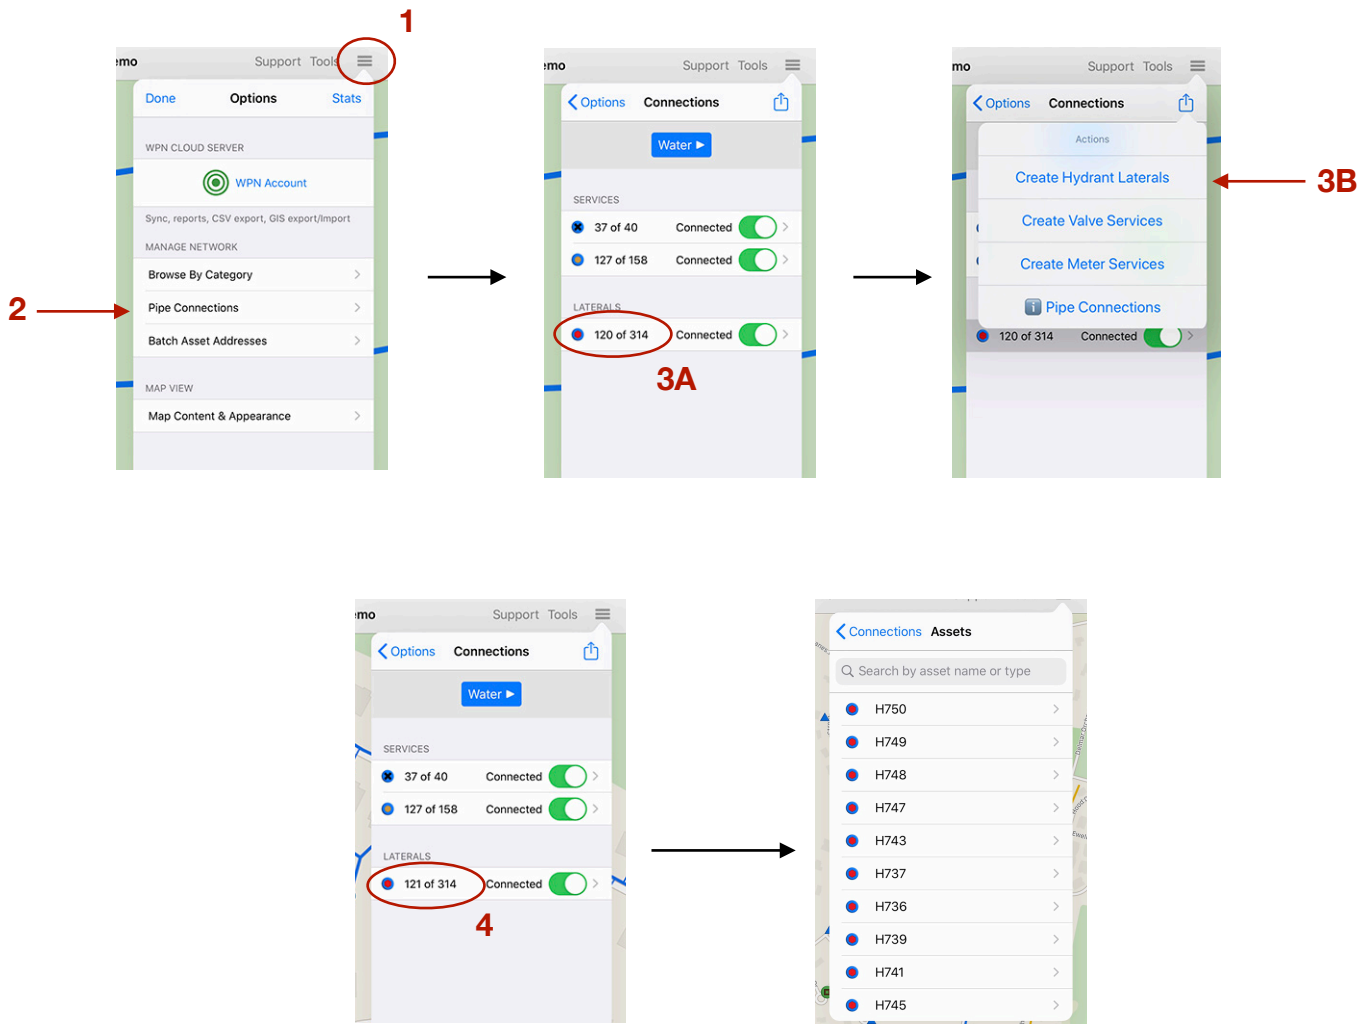 1
emo Support Tools
Done Options Stats
WPN CLOUD SERVER
WPN Account
Sync, reports, CSV export, GIS export/Import
MANAGE NETWORK
Browse By Category
2
Pipe Connections
Batch Asset Addresses
MAP VIEW
Map Content & Appearance
emo Support Tools
Options Connections
Water ▶
SERVICES
37 of 40 Connected
127 of 158 Connected
LATERALS
120 of 314 Connected
3A
mo Support Tools
Options Connections
Actions
Create Hydrant Laterals
3B
Create Valve Services
Create Meter Services
Pipe Connections
120 of 314 Connected
emo Support Tools
Options Connections
Water ▶
SERVICES
37 of 40 Connected
127 of 158 Connected
LATERALS
121 of 314 Connected
4
Connections Assets
Search by asset name or type
H750
H749
H748
H747
H743
H737
H736
H739
H741
H745